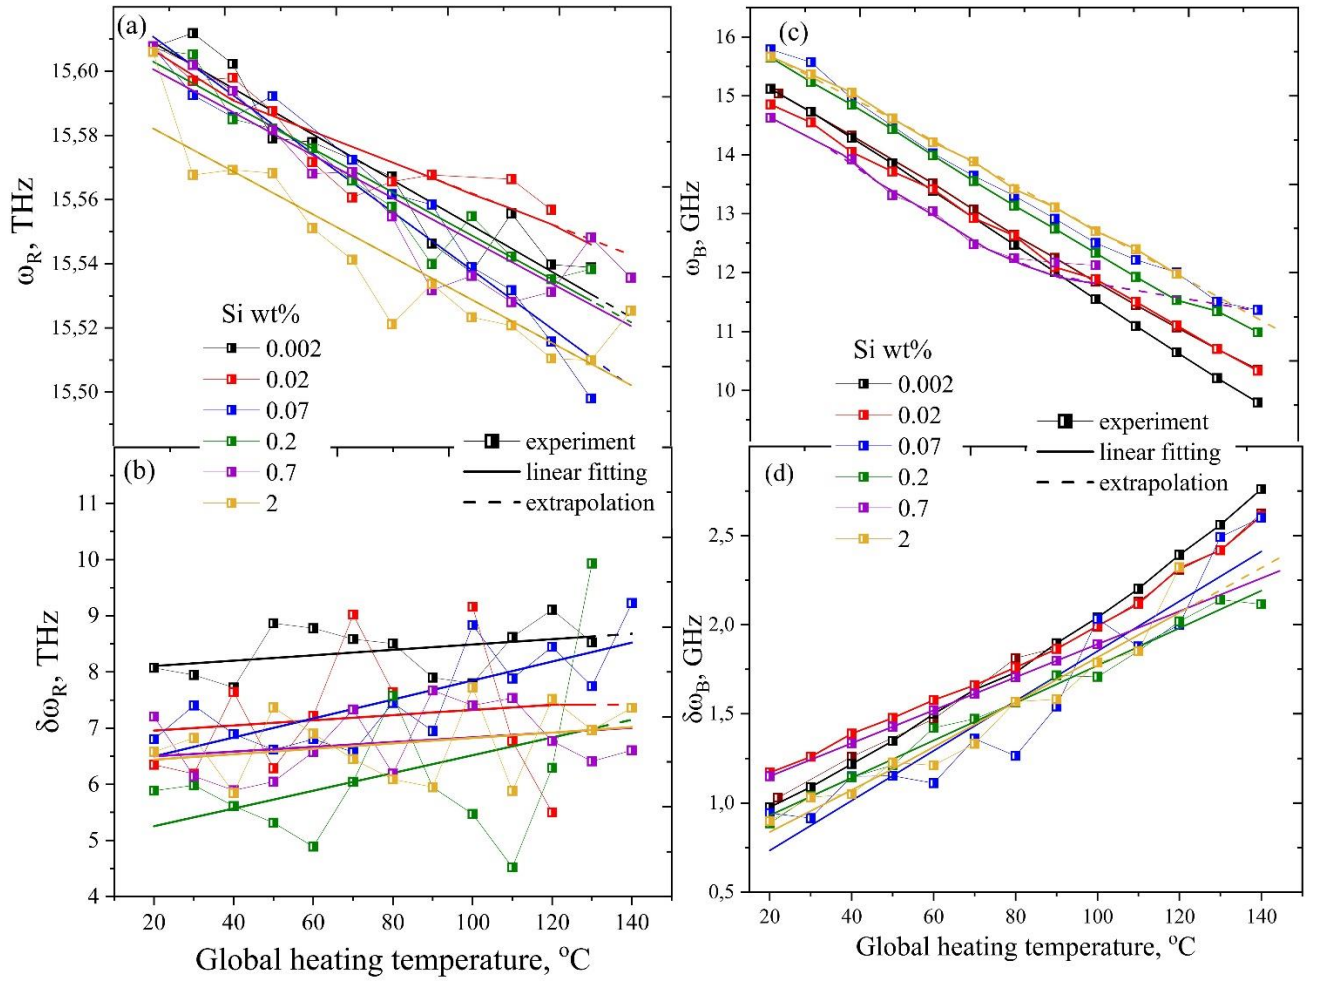 (a)
ωR, THz
15,60
15,58
15,56
15,54
15,52
15,50
Si wt%
0.002
0.02
0.07
0.2
0.7
2
experiment
linear fitting
extrapolation
(b)
δωR, THz
11
10
9
8
7
6
5
4
20
40
60
80
100
120
140
Global heating temperature, °C
(c)
ωB, GHz
16
15
14
13
12
11
10
Si wt%
0.002
0.02
0.07
0.2
0.7
2
experiment
linear fitting
extrapolation
(d)
δωB, GHz
2,5
2,0
1,5
1,0
0,5
20
40
60
80
100
120
140
Global heating temperature, °C